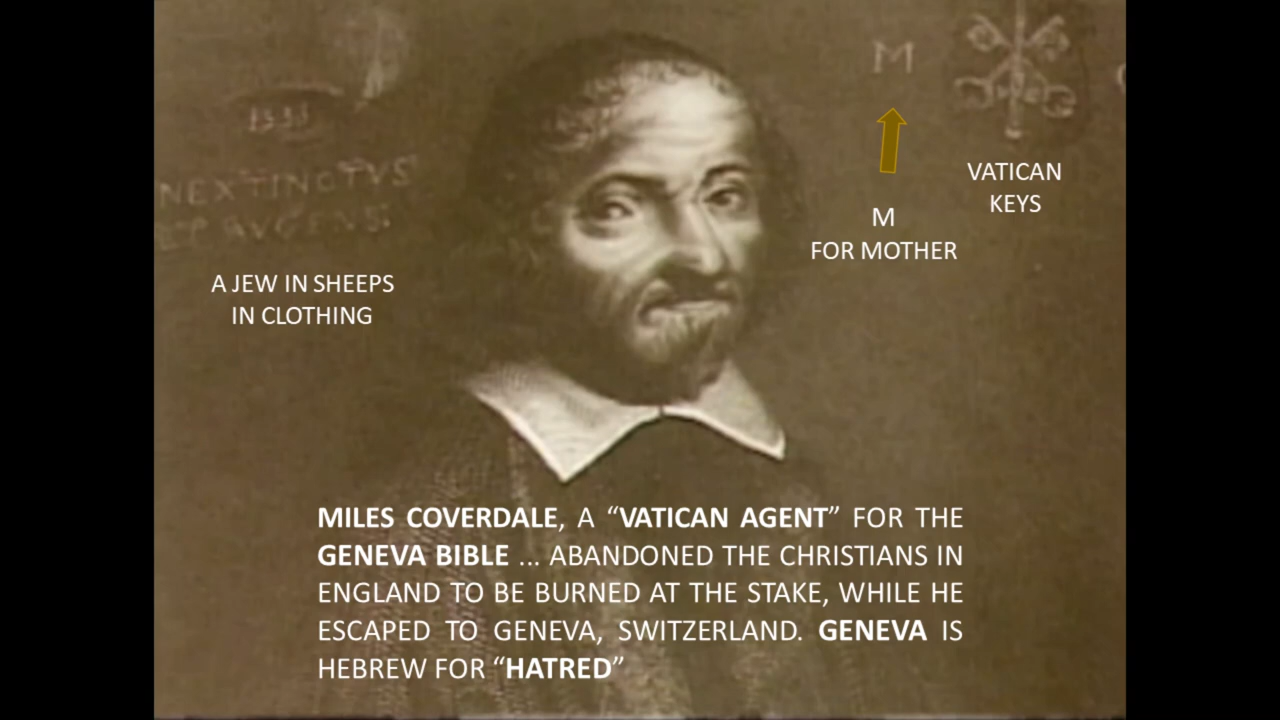 M
VATICAN
KEYS
M
FOR MOTHER
A JEW IN SHEEPS
IN CLOTHING
MILES COVERDALE, A “VATICAN AGENT” FOR THE
GENEVA BIBLE ... ABANDONED THE CHRISTIANS IN
ENGLAND TO BE BURNED AT THE STAKE, WHILE HE
ESCAPED TO GENEVA, SWITZERLAND. GENEVA IS
HEBREW FOR “HATRED”